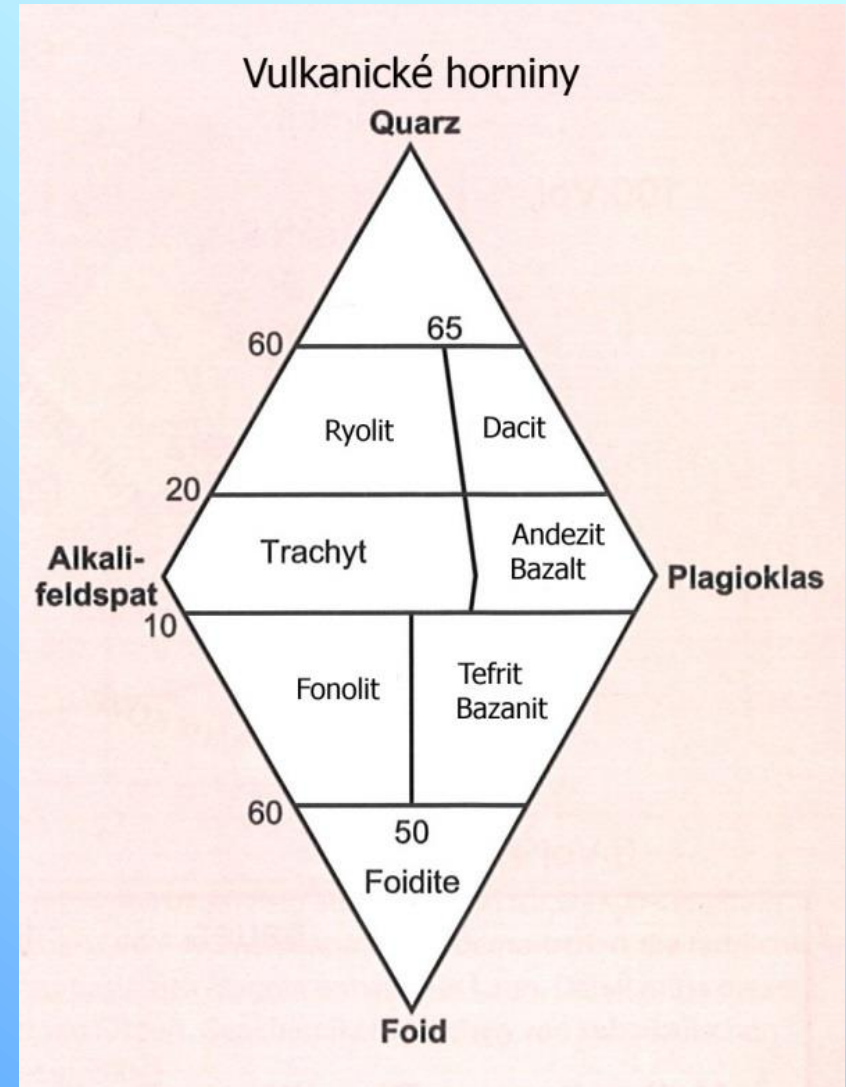 Vulkanické horniny
Quarz
65
60
Ryolit
Dacit
20
Alkali-
feldspat
Trachyt
Andezit
Bazalt
Plagioklas
10
Fonolit
Tefrit
Bazanit
60
50
Foidite
Foid